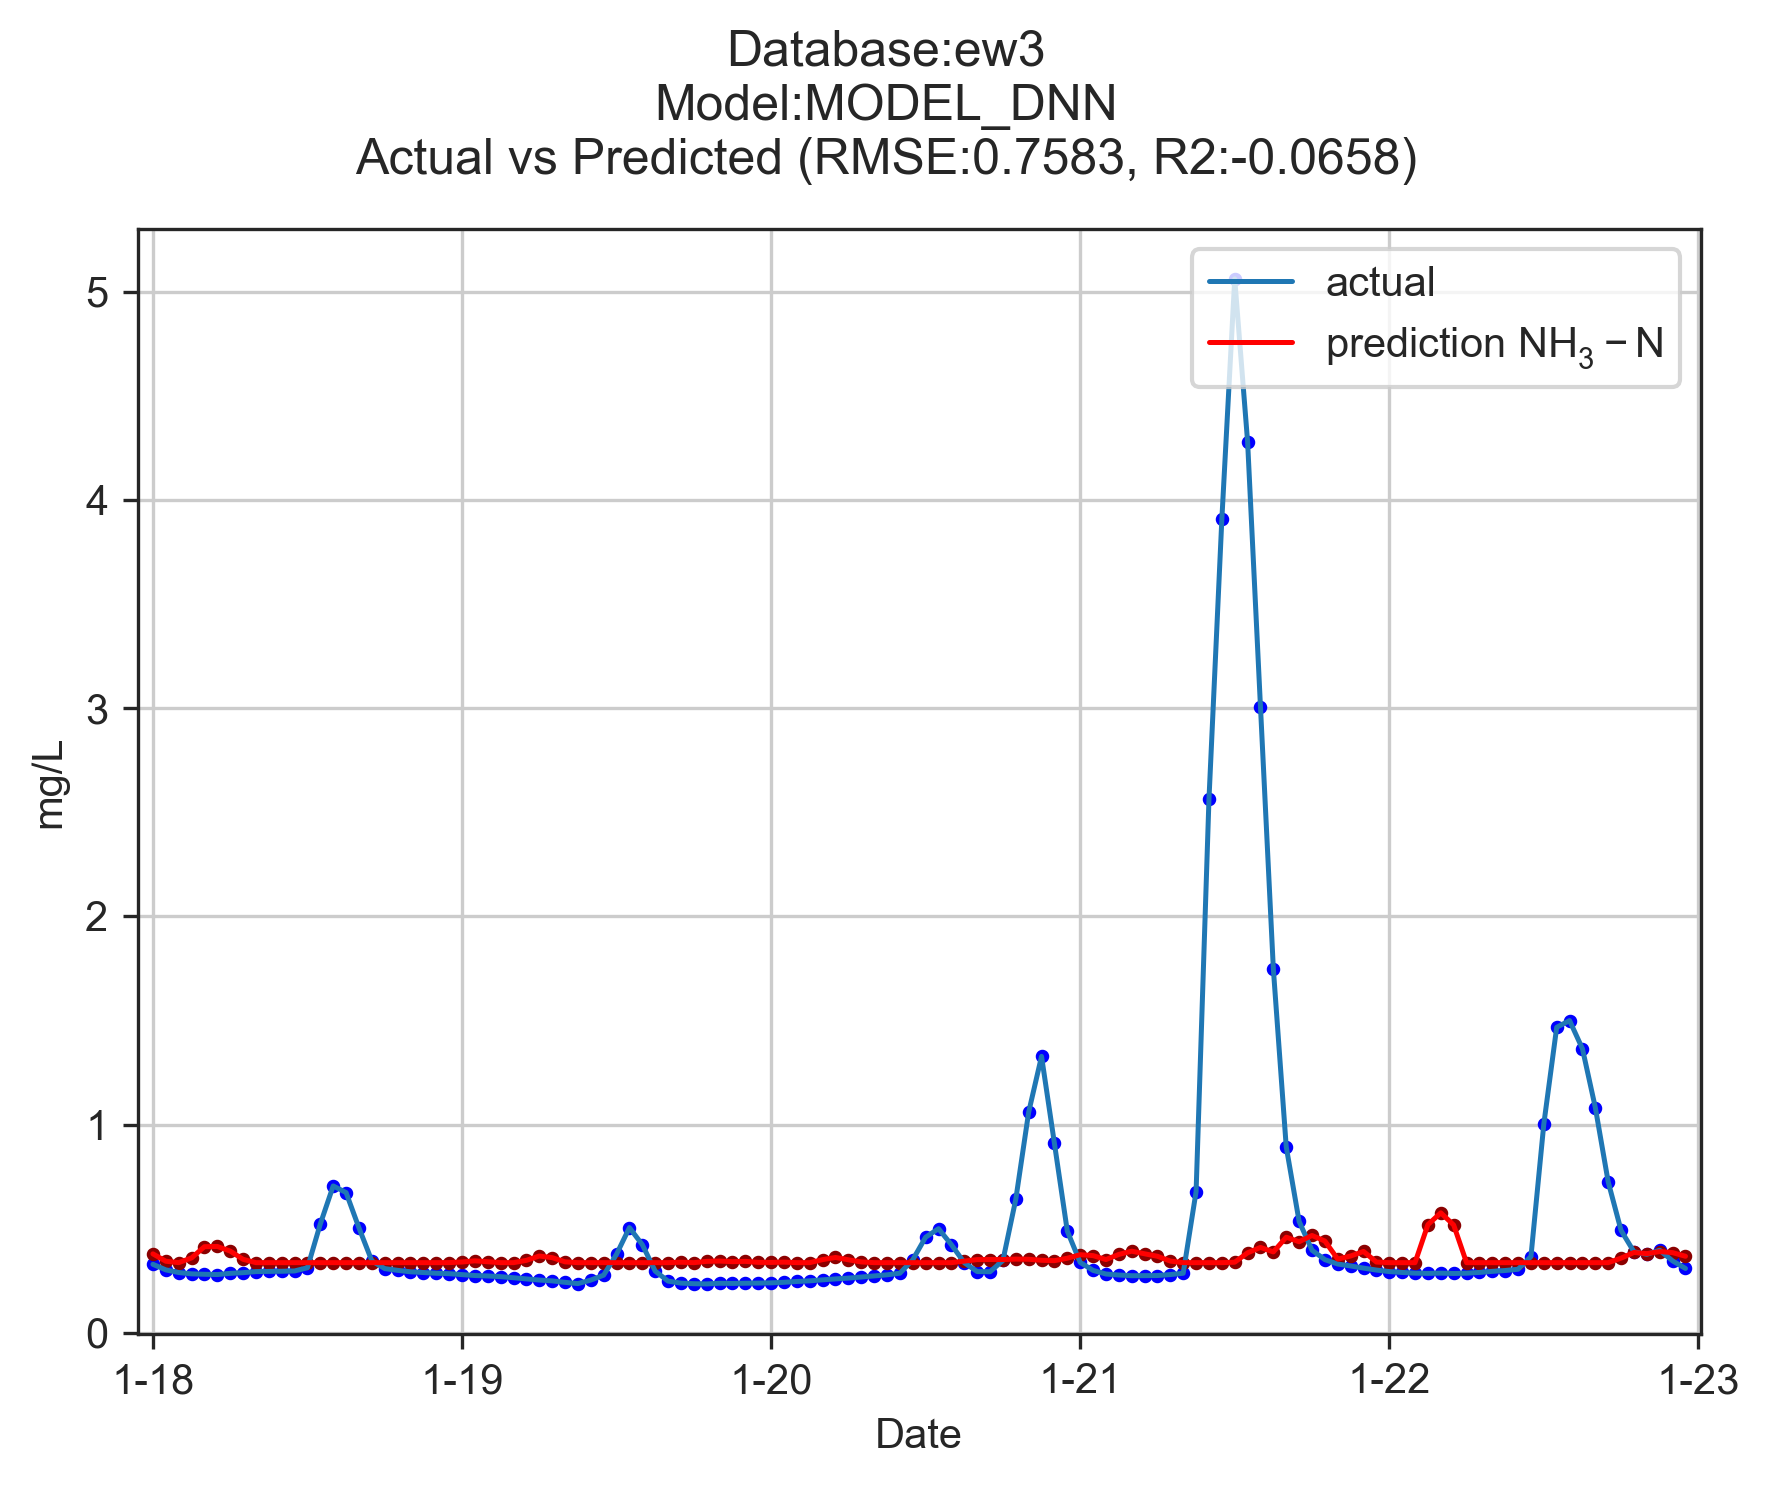 Database:ew3
Model:MODEL_DNN
Actual vs Predicted (RMSE:0.7583, R2:-0.0658)
actual
prediction NH₃ − N
5
4
3
2
1
0
mg/L
1-18 1-19 1-20 1-21 1-22 1-23
Date